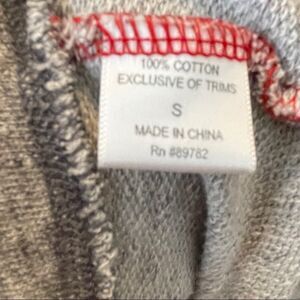 100% COTTON
EXCLUSIVE OF TRIMS
S
MADE IN CHINA
Rn #89782